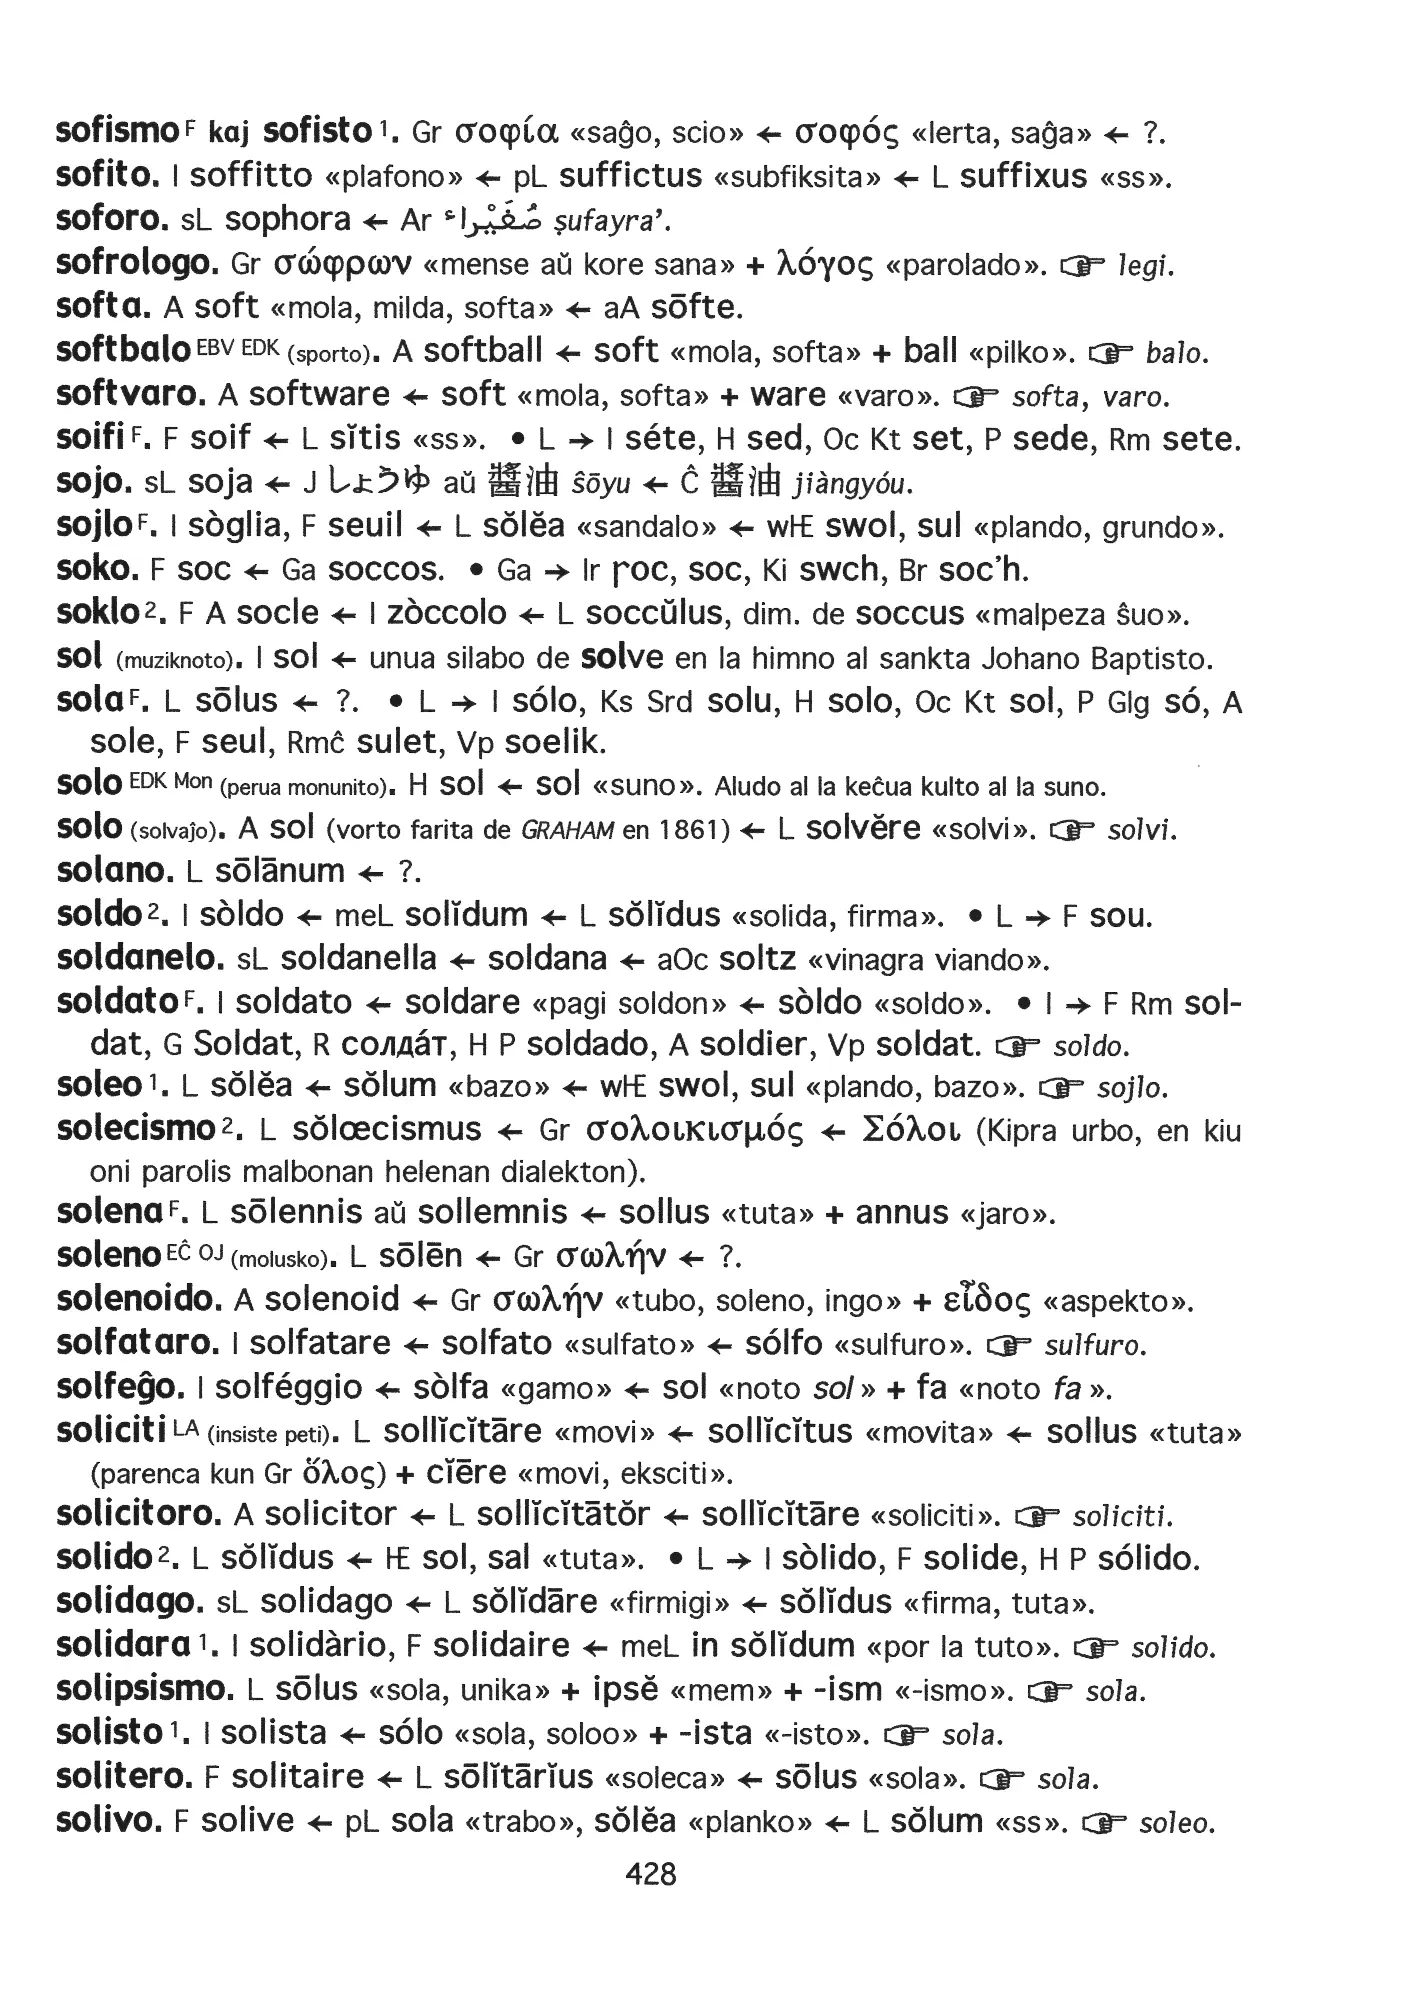 sofismo F kaj sofisto 1. Gr σοφία «saĝo, scio» ← σοφός «lerta, saĝa» ← ?.
sofito. I soffitto «plafono» ← pL suffictus «subfiksita» ← L suffixus «ss».
soforo. sL sophora ← Ar صُفَيْراء ṣufayra’.
sofrologo. Gr σώφρων «mense aŭ kore sana» + λόγος «parolado». ☞ legi.
softa. A soft «mola, milda, softa» ← aA sōfte.
softbalo EBV EDK (sporto). A softball ← soft «mola, softa» + ball «pilko». ☞ balo.
softvaro. A software ← soft «mola, softa» + ware «varo». ☞ softa, varo.
soifi F. F soif ← L sĭtis «ss». • L → I séte, H sed, Oc Kt set, P sede, Rm sete.
sojo. sL soja ← J しょうゆ aŭ 醬油 ŝōyu ← Ĉ 醬油 jiàngyóu.
sojlo F. I sòglia, F seuil ← L sŏlĕa «sandalo» ← wHE swol, sul «plando, grundo».
soko. F soc ← Ga soccos. • Ga → Ir ꞅoc, soc, Ki swch, Br soc’h.
soklo 2. F A socle ← I zòccolo ← L soccŭlus, dim. de soccus «malpeza ŝuo».
sol (muziknoto). I sol ← unua silabo de solve en la himno al sankta Johano Baptisto.
sola F. L sōlus ← ?. • L → I sólo, Ks Srd solu, H solo, Oc Kt sol, P Glg só, A
sole, F seul, Rmĉ sulet, Vp soelik.
solo EDK Mon (perua monunito). H sol ← sol «suno». Aludo al la keĉua kulto al la suno.
solo (solvaĵo). A sol (vorto farita de GRAHAM en 1861) ← L solvĕre «solvi». ☞ solvi.
solano. L sōlānum ← ?.
soldo 2. I sòldo ← meL solĭdum ← L sŏlĭdus «solida, firma». • L → F sou.
soldanelo. sL soldanella ← soldana ← aOc soltz «vinagra viando».
soldato F. I soldato ← soldare «pagi soldon» ← sòldo «soldo». • I → F Rm sol-
dat, G Soldat, R солда́т, H P soldado, A soldier, Vp soldat. ☞ soldo.
soleo 1. L sŏlĕa ← sŏlum «bazo» ← wHE swol, sul «plando, bazo». ☞ sojlo.
solecismo 2. L sŏlœcismus ← Gr σολοικισμός ← Σόλοι (Kipra urbo, en kiu
oni parolis malbonan helenan dialekton).
solena F. L sōlennis aŭ sollemnis ← sollus «tuta» + annus «jaro».
soleno EĈ OJ (molusko). L sōlēn ← Gr σωλήν ← ?.
solenoido. A solenoid ← Gr σωλήν «tubo, soleno, ingo» + εἶδος «aspekto».
solfataro. I solfatare ← solfato «sulfato» ← sólfo «sulfuro». ☞ sulfuro.
solfeĝo. I solféggio ← sòlfa «gamo» ← sol «noto sol» + fa «noto fa».
soliciti LA (insiste peti). L sollĭcĭtāre «movi» ← sollĭcĭtus «movita» ← sollus «tuta»
(parenca kun Gr ὅλος) + cĭēre «movi, eksciti».
solicitoro. A solicitor ← L sollĭcĭtātŏr ← sollĭcĭtāre «soliciti». ☞ soliciti.
solido 2. L sŏlĭdus ← HE sol, sal «tuta». • L → I sòlido, F solide, H P sólido.
solidago. sL solidago ← L sŏlĭdāre «firmigi» ← sŏlĭdus «firma, tuta».
solidara 1. I solidàrio, F solidaire ← meL in sŏlĭdum «por la tuto». ☞ solido.
solipsismo. L sōlus «sola, unika» + ipsĕ «mem» + -ism «-ismo». ☞ sola.
solisto 1. I solista ← sólo «sola, soloo» + -ista «-isto». ☞ sola.
solitero. F solitaire ← L sōlĭtārĭus «soleca» ← sōlus «sola». ☞ sola.
solivo. F solive ← pL sola «trabo», sŏlĕa «planko» ← L sŏlum «ss». ☞ soleo.
428